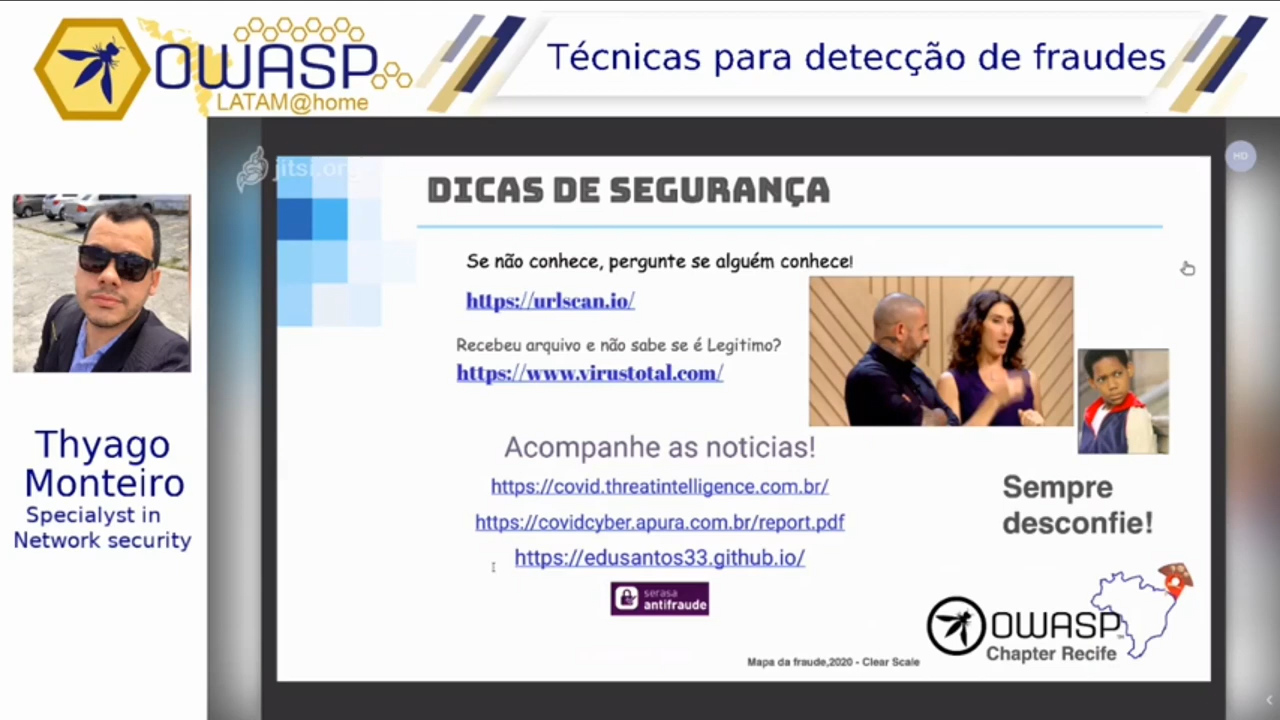 OWASP
LATAM@home
Técnicas para detecção de fraudes
HD
jitsi.org
DICAS DE SEGURANÇA
Se não conhece, pergunte se alguém conhece!
https://urlscan.io/
Recebeu arquivo e não sabe se é Legitimo?
https://www.virustotal.com/
Acompanhe as noticias!
https://covid.threatintelligence.com.br/
https://covidcyber.apura.com.br/report.pdf
https://edusantos33.github.io/
serasa
antifraude
Sempre
desconfie!
OWASP
Chapter Recife
Mapa da fraude,2020 - Clear Scale
Thyago
Monteiro
Specialyst in
Network security